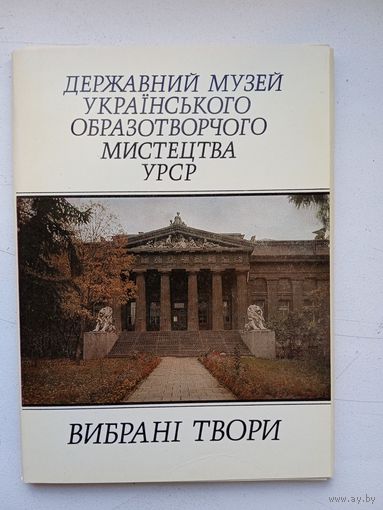 ДЕРЖАВНИЙ МУЗЕЙ
УКРАЇНСЬКОГО
ОБРАЗОТВОРЧОГО
МИСТЕЦТВА
УРСР
ВИБРАНІ ТВОРИ
www.ay.by